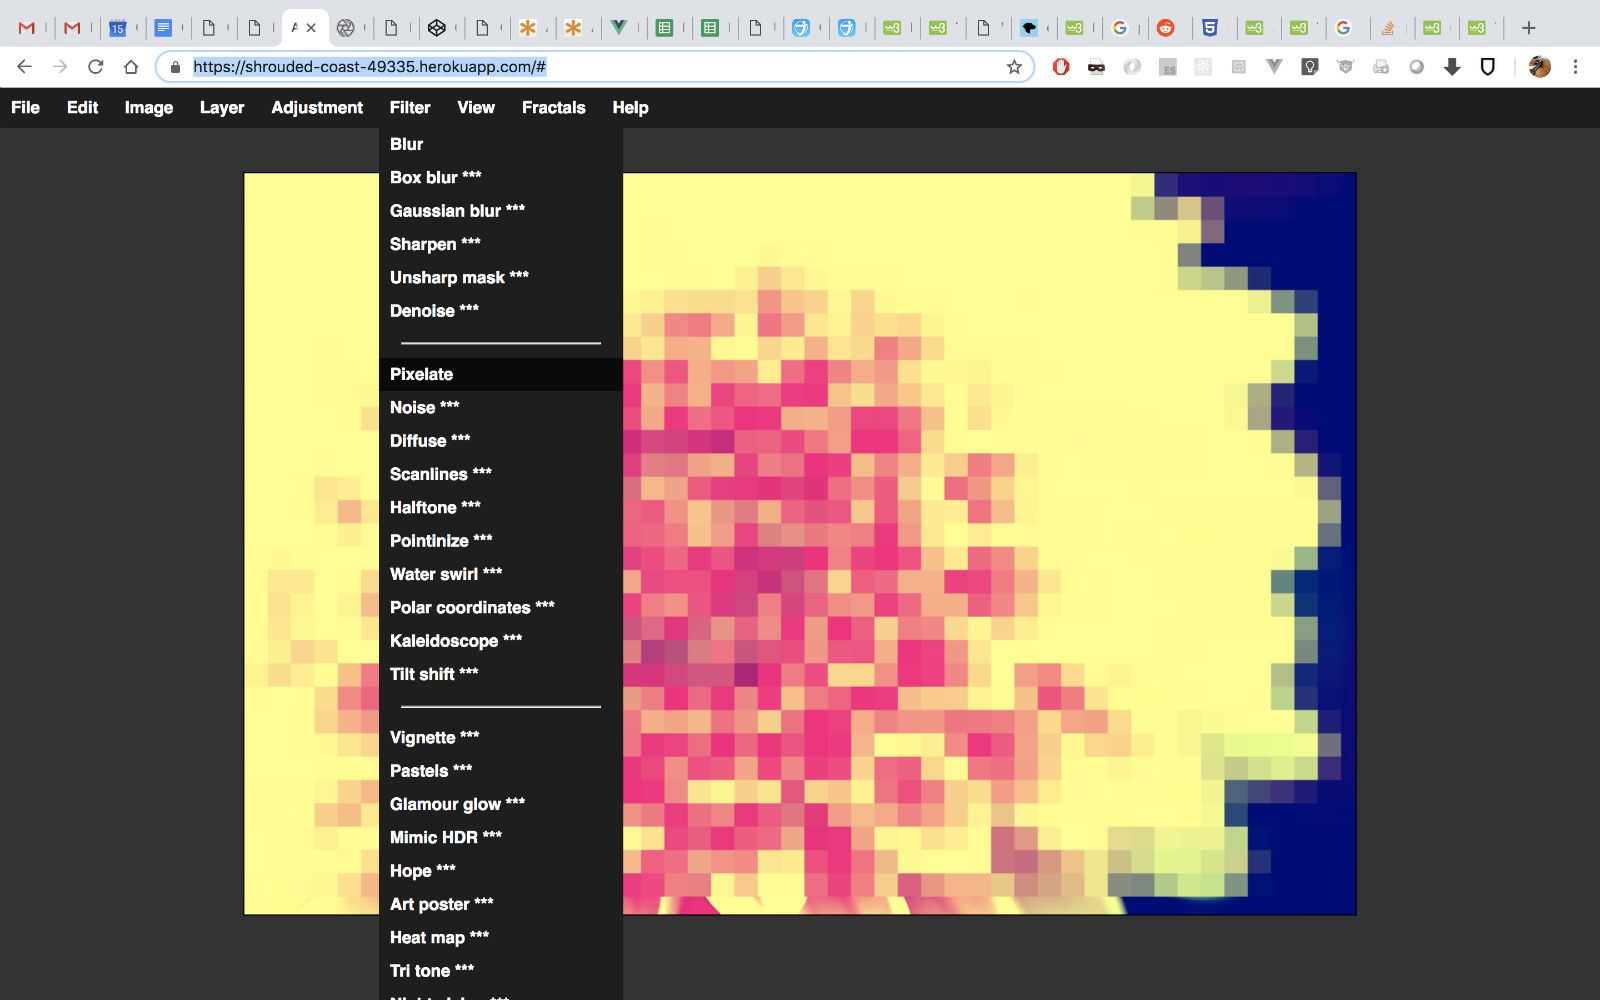 15
A
https://shrouded-coast-49335.herokuapp.com/#
ES
File Edit Image Layer Adjustment Filter View Fractals Help
Blur
Box blur ***
Gaussian blur ***
Sharpen ***
Unsharp mask ***
Denoise ***
Pixelate
Noise ***
Diffuse ***
Scanlines ***
Halftone ***
Pointinize ***
Water swirl ***
Polar coordinates ***
Kaleidoscope ***
Tilt shift ***
Vignette ***
Pastels ***
Glamour glow ***
Mimic HDR ***
Hope ***
Art poster ***
Heat map ***
Tri tone ***